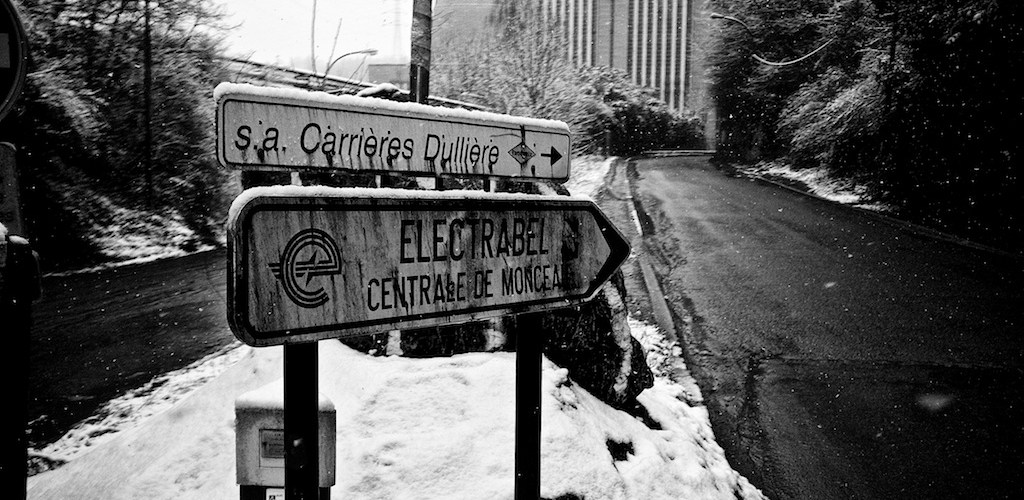 s.a. Carrières Dullière
ELECTRABEL
CENTRALE DE MONCEAU